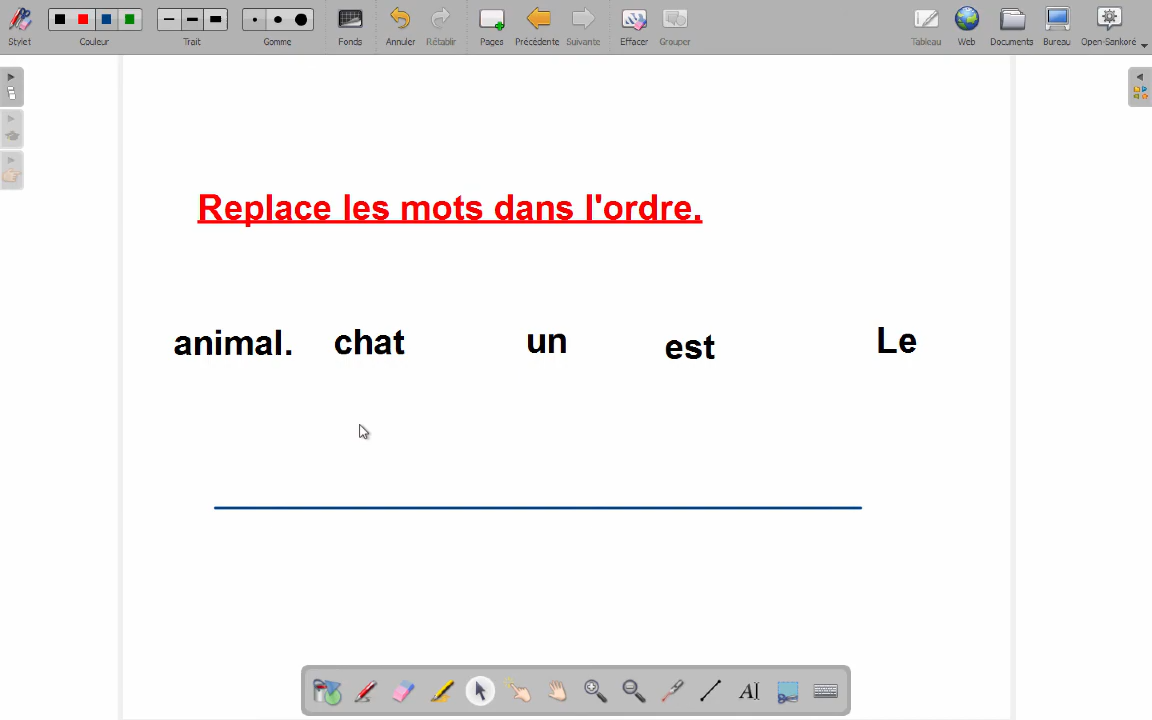 Stylet Couleur Trait Gomme Fonds Annuler Rétablir Pages Précédente Suivante Effacer Grouper Tableau Web Documents Bureau Open-Sankoré
Replace les mots dans l'ordre.
animal. chat un est Le
AI